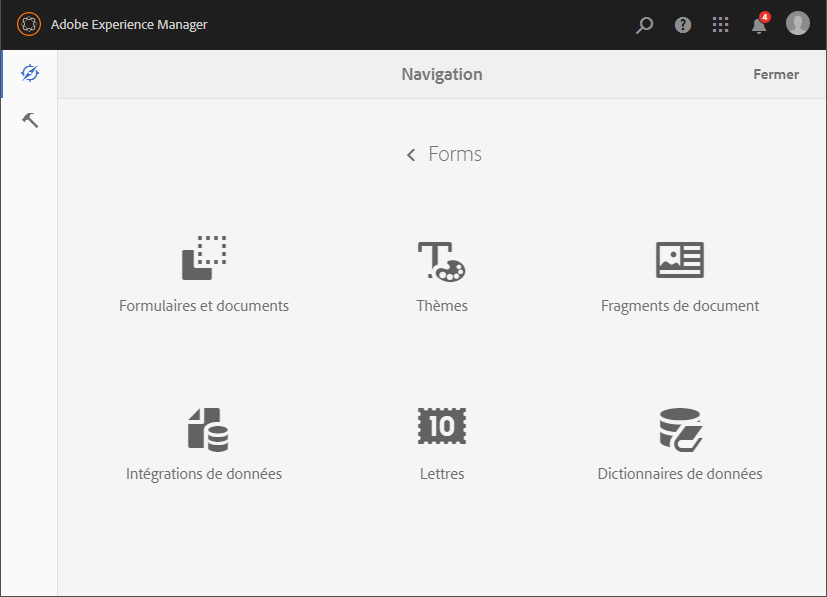 Adobe Experience Manager
4
Navigation
Fermer
Forms
Formulaires et documents
Thèmes
Fragments de document
10
Intégrations de données
Lettres
Dictionnaires de données